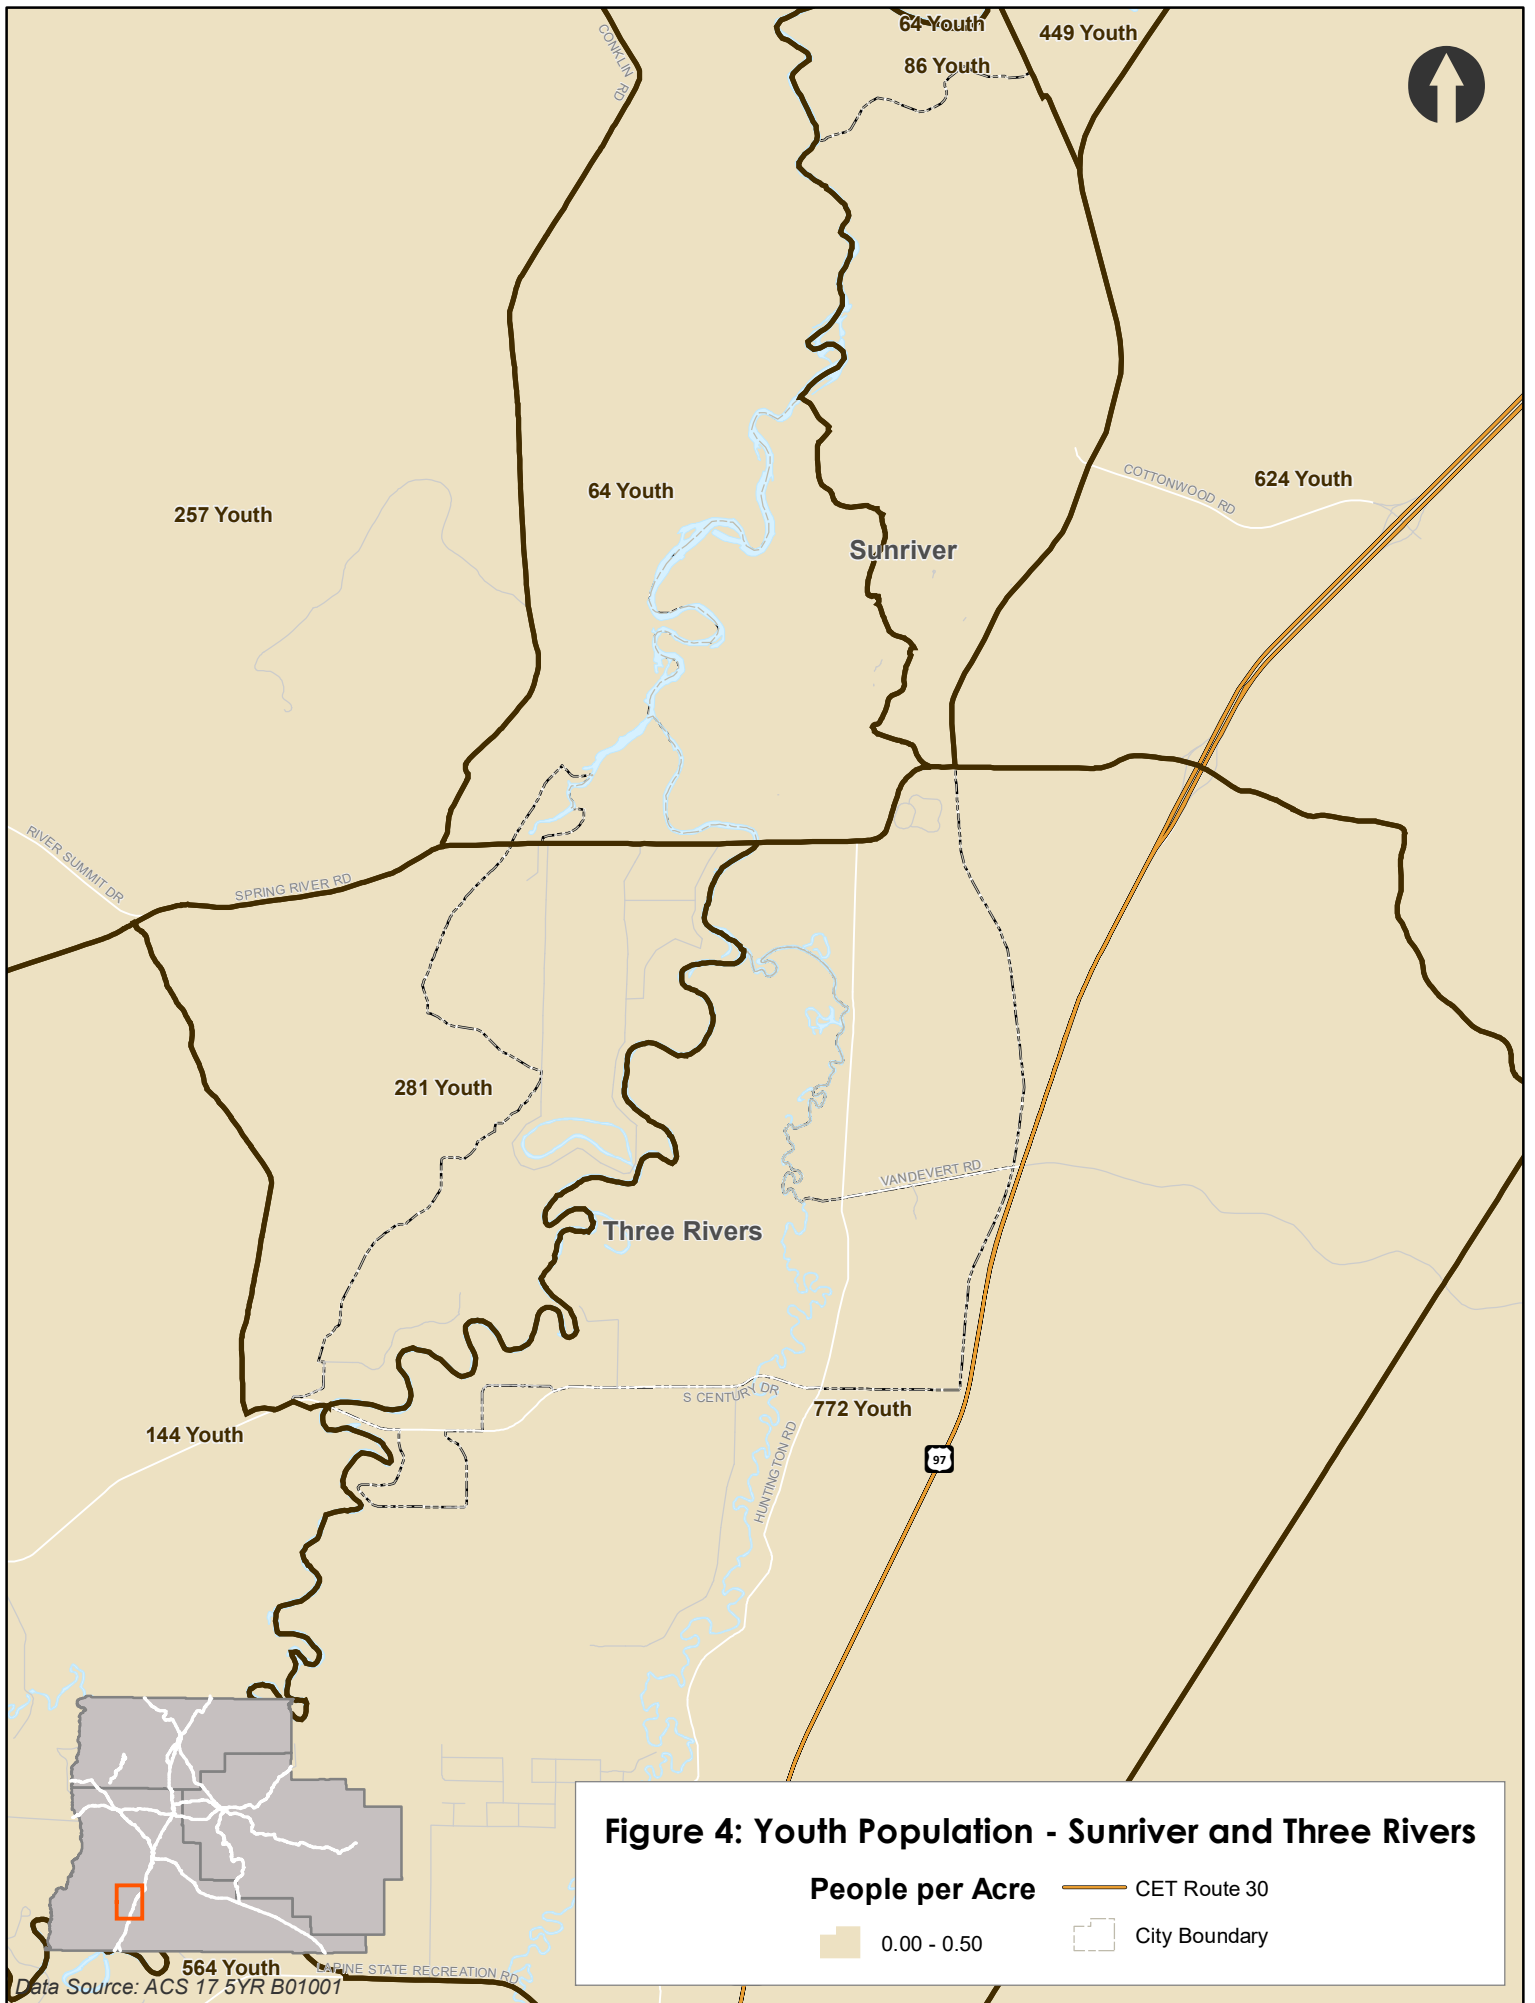 64 Youth
449 Youth
86 Youth
CONKLIN RD
257 Youth
64 Youth
COTTONWOOD RD
624 Youth
Sunriver
RIVER SUMMIT DR
SPRING RIVER RD
281 Youth
VANDEVERT RD
Three Rivers
S CENTURY DR
772 Youth
144 Youth
HUNTINGTON RD
97
Figure 4: Youth Population - Sunriver and Three Rivers
People per Acre
CET Route 30
0.00 - 0.50
City Boundary
564 Youth
LAPINE STATE RECREATION RD
Data Source: ACS 17 5YR B01001